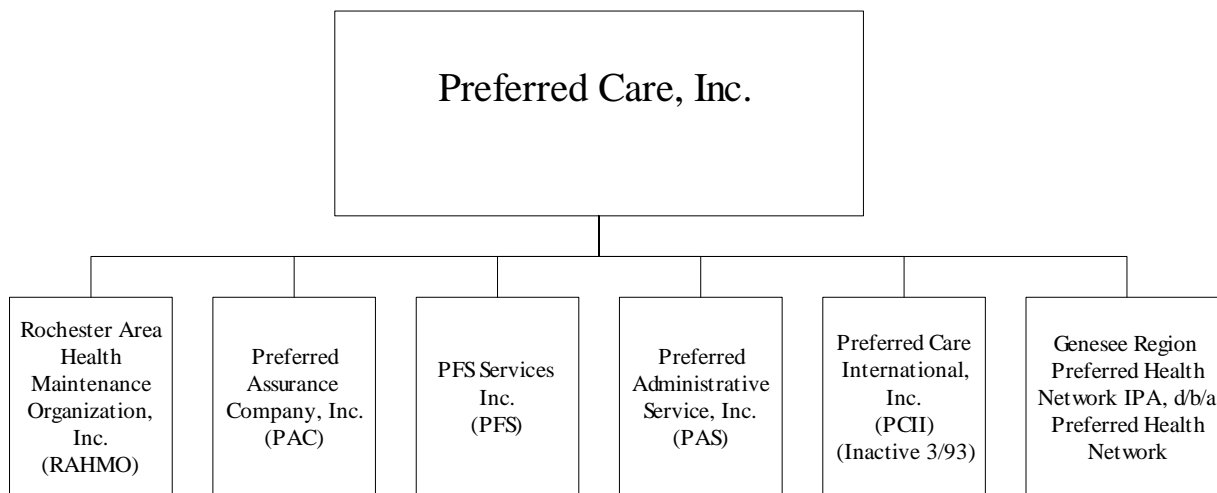 Preferred Care, Inc.
Rochester Area
Health
Maintenance
Organization,
Inc.
(RAHMO)
Preferred
Assurance
Company, Inc.
(PAC)
PFS Services
Inc.
(PFS)
Preferred
Administrative
Service, Inc.
(PAS)
Preferred Care
International,
Inc.
(PCII)
(Inactive 3/93)
Genesee Region
Preferred Health
Network IPA, d/b/a
Preferred Health
Network